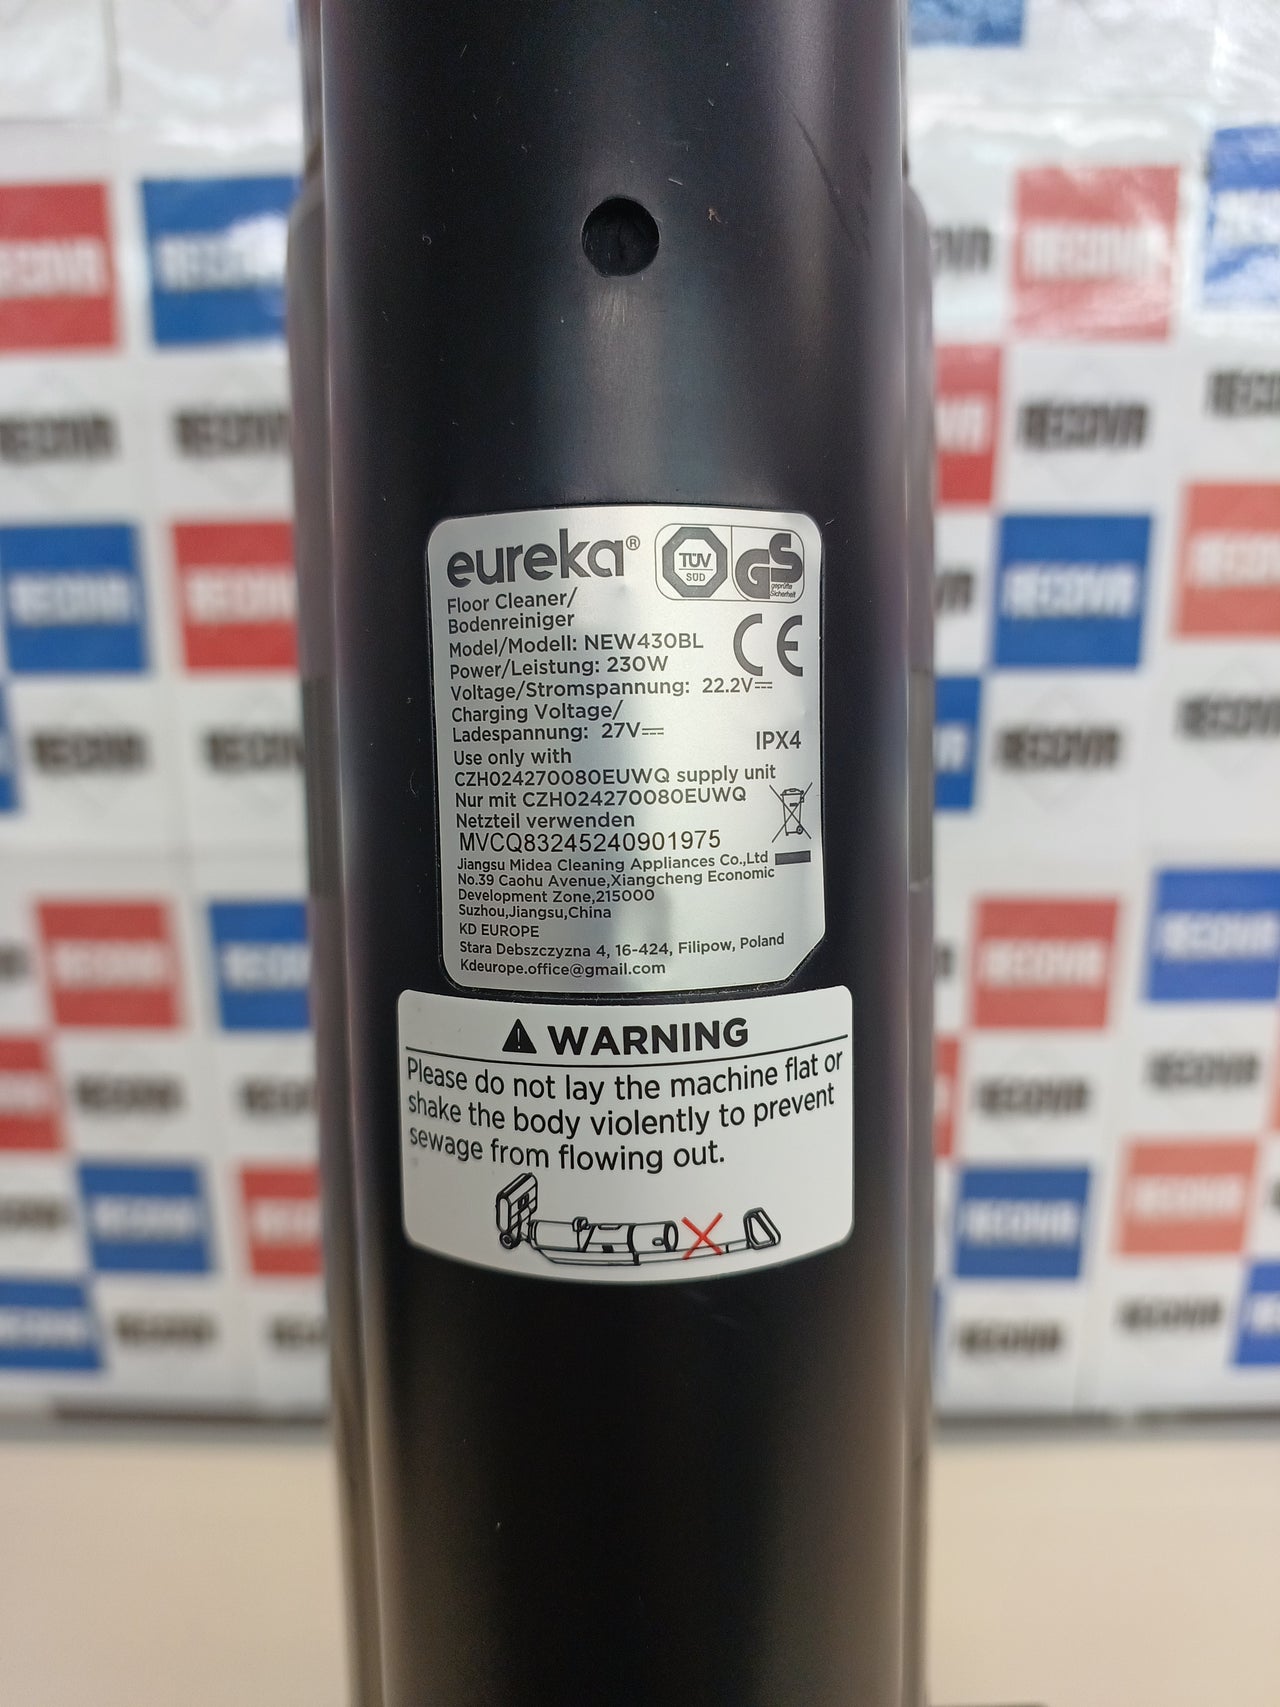 eureka®
TÜV
SÜD
GS
geprüfte
Sicherheit
Floor Cleaner/
Bodenreiniger
Model/Modell: NEW430BL
CE
Power/Leistung: 230W
Voltage/Stromspannung: 22.2V⎓
Charging Voltage/
Ladespannung: 27V⎓
IPX4
Use only with
CZH024270080EUWQ supply unit
Nur mit CZH024270080EUWQ
Netzteil verwenden
MVCQ83245240901975
Jiangsu Midea Cleaning Appliances Co.,Ltd
No.39 Caohu Avenue,Xiangcheng Economic
Development Zone,215000
Suzhou,Jiangsu,China
KD EUROPE
Stara Debszczyzna 4, 16-424, Filipow, Poland
Kdeurope.office@gmail.com
⚠ WARNING
Please do not lay the machine flat or
shake the body violently to prevent
sewage from flowing out.